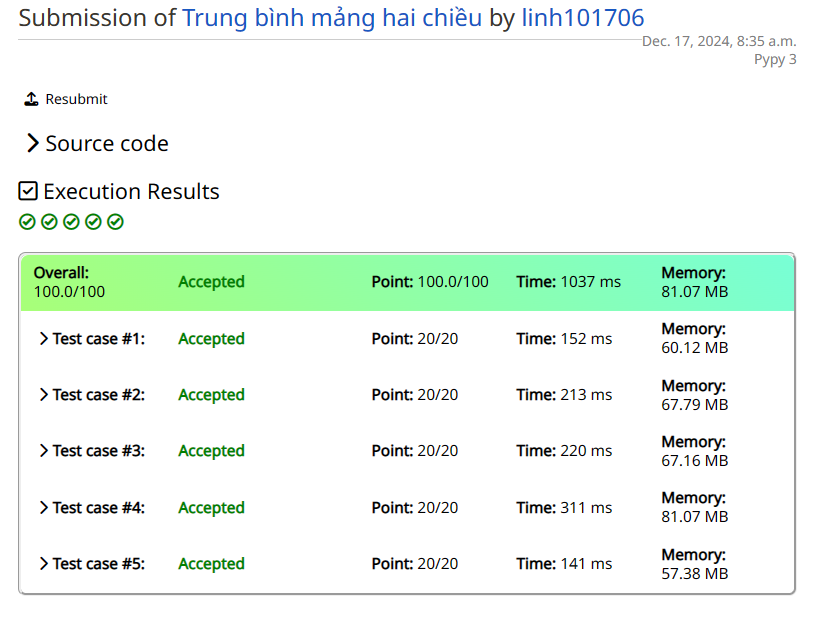 Submission of Trung bình mảng hai chiều by linh101706
Dec. 17, 2024, 8:35 a.m.
Pypy 3
Resubmit
Source code
Execution Results
Overall: 100.0/100 Accepted Point: 100.0/100 Time: 1037 ms Memory: 81.07 MB
Test case #1: Accepted Point: 20/20 Time: 152 ms Memory: 60.12 MB
Test case #2: Accepted Point: 20/20 Time: 213 ms Memory: 67.79 MB
Test case #3: Accepted Point: 20/20 Time: 220 ms Memory: 67.16 MB
Test case #4: Accepted Point: 20/20 Time: 311 ms Memory: 81.07 MB
Test case #5: Accepted Point: 20/20 Time: 141 ms Memory: 57.38 MB